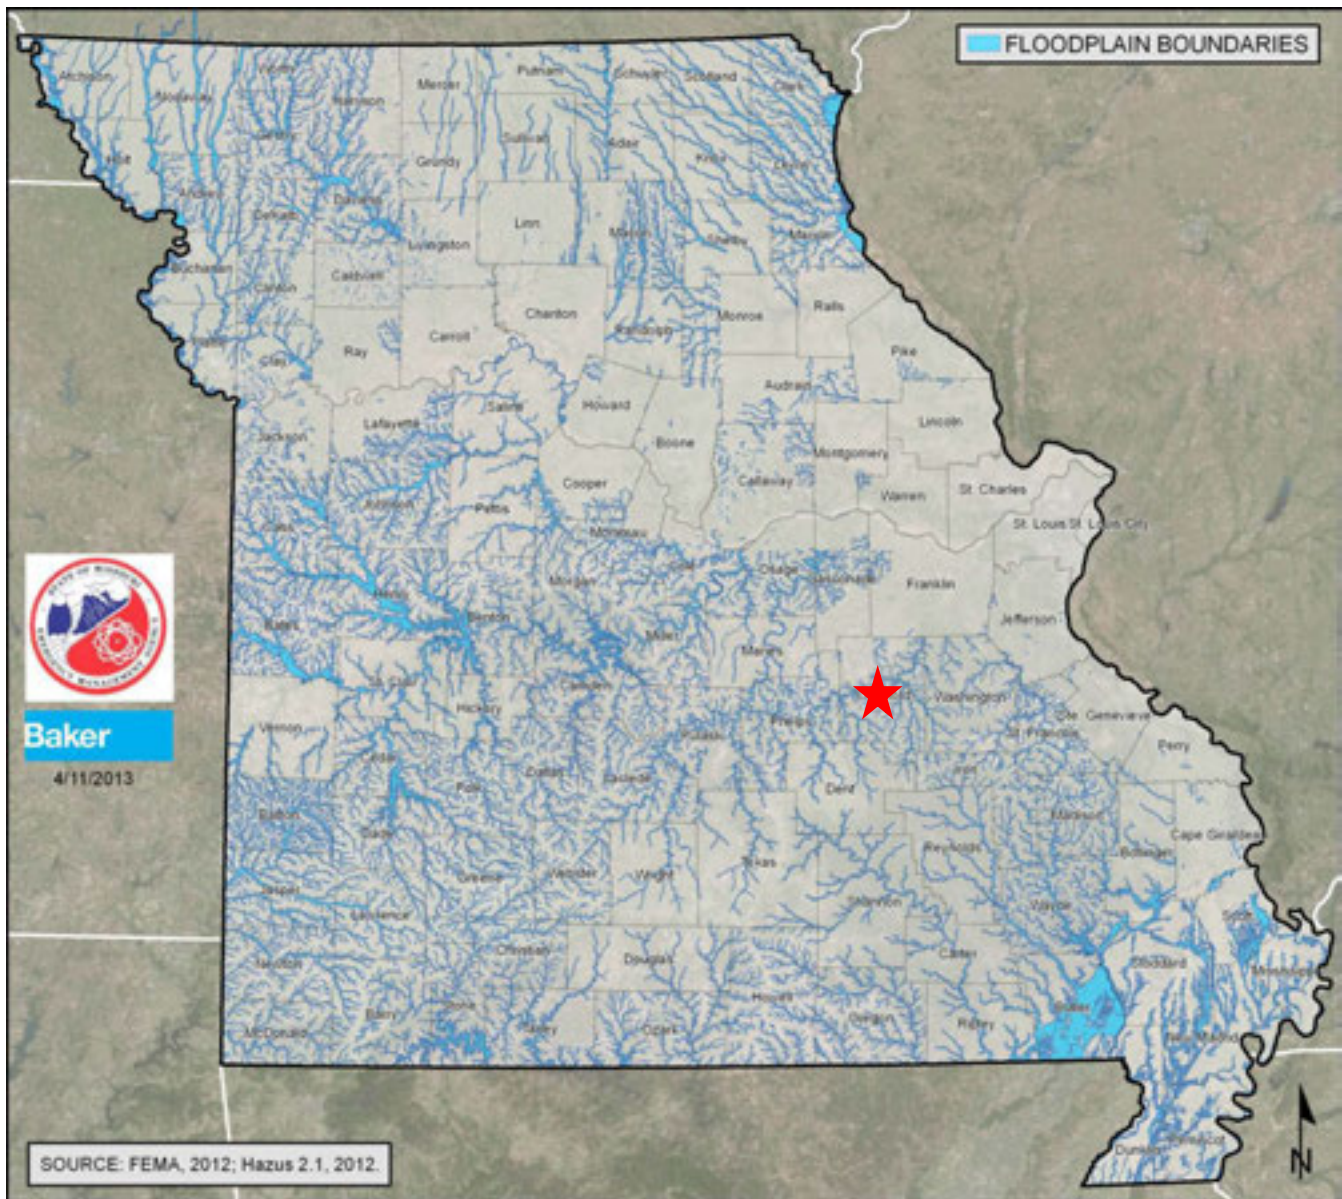 FLOODPLAIN BOUNDARIES
Atchison
Nodaway
Worth
Harrison
Mercer
Putnam
Schuyler
Scotland
Clark
Holt
Andrew
Gentry
Grundy
Sullivan
Adair
Knox
Lewis
DeKalb
Daviess
Livingston
Linn
Macon
Shelby
Marion
Buchanan
Clinton
Caldwell
Carroll
Chariton
Randolph
Monroe
Ralls
Pike
Platte
Clay
Ray
Audrain
Jackson
Lafayette
Saline
Howard
Boone
Lincoln
Montgomery
Callaway
Warren
St. Charles
Cooper
Johnson
Pettis
Moniteau
St. Louis
St. Louis City
Cass
Cole
Osage
Gasconade
Franklin
Henry
Morgan
Benton
Miller
Jefferson
Bates
Maries
St. Clair
Camden
Washington
Vernon
Hickory
Pulaski
Phelps
Ste. Genevieve
St. Francois
Perry
Baker
4/11/2013
STATE OF MISSOURI
EMERGENCY MANAGEMENT AGENCY
Cedar
Polk
Dallas
Laclede
Dent
Iron
Barton
Dade
Madison
Cape Girardeau
Bollinger
Jasper
Greene
Webster
Wright
Texas
Reynolds
Shannon
Wayne
Lawrence
Scott
Newton
Christian
Douglas
Carter
Stoddard
Mississippi
Barry
Stone
Taney
Ozark
Howell
Oregon
Ripley
Butler
McDonald
New Madrid
Dunklin
Pemiscot
SOURCE: FEMA, 2012; Hazus 2.1, 2012.
N